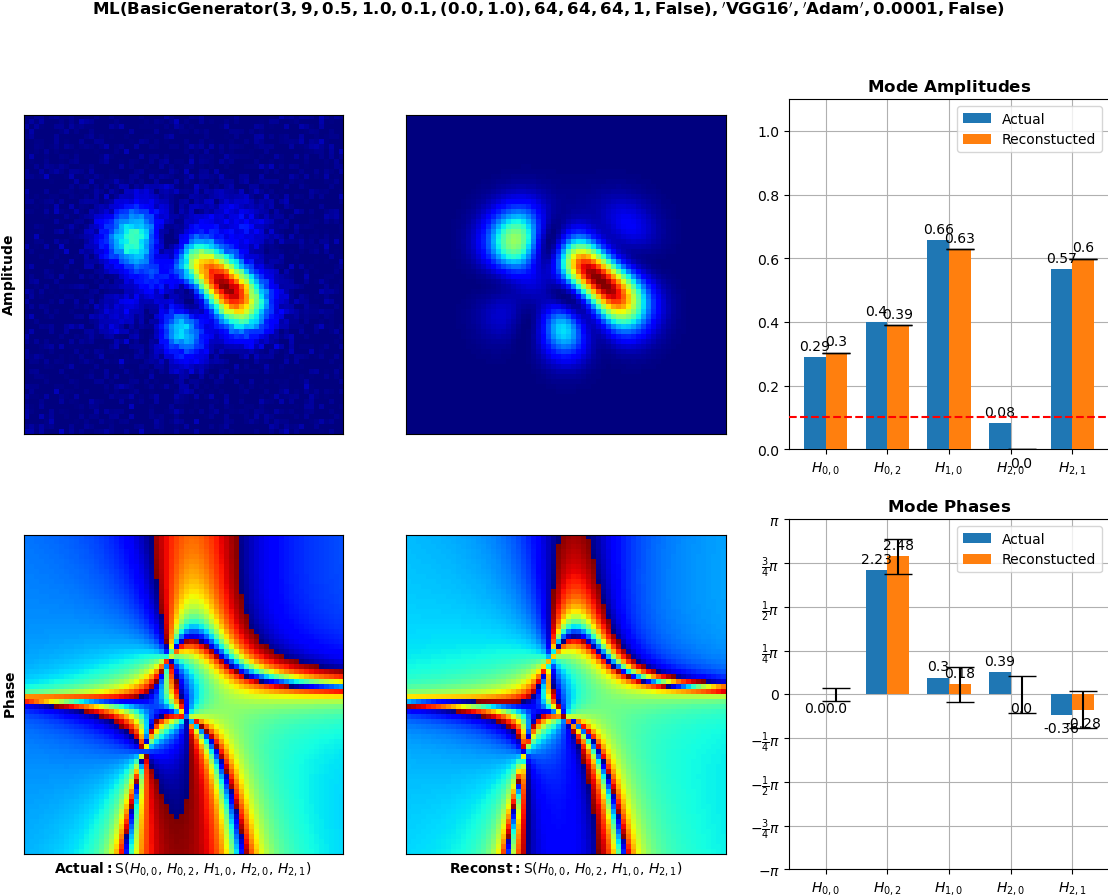 ML(BasicGenerator(3, 9, 0.5, 1.0, 0.1, (0.0, 1.0), 64, 64, 64, 1, False), 'VGG16', 'Adam', 0.0001, False)
Amplitude
Mode Amplitudes
Actual
Reconstucted
1.0
0.8
0.6
0.4
0.2
0.0
0.29
0.3
0.4
0.39
0.66
0.63
0.08
0.0
0.57
0.6
H0,0
H0,2
H1,0
H2,0
H2,1
Phase
Actual: S(H0,0, H0,2, H1,0, H2,0, H2,1)
Reconst: S(H0,0, H0,2, H1,0, H2,1)
Mode Phases
Actual
Reconstucted
π
3/4π
1/2π
1/4π
0
−1/4π
−1/2π
−3/4π
−π
0.0
0.0
2.23
2.48
0.3
0.18
0.39
0.0
-0.36
-0.28
H0,0
H0,2
H1,0
H2,0
H2,1